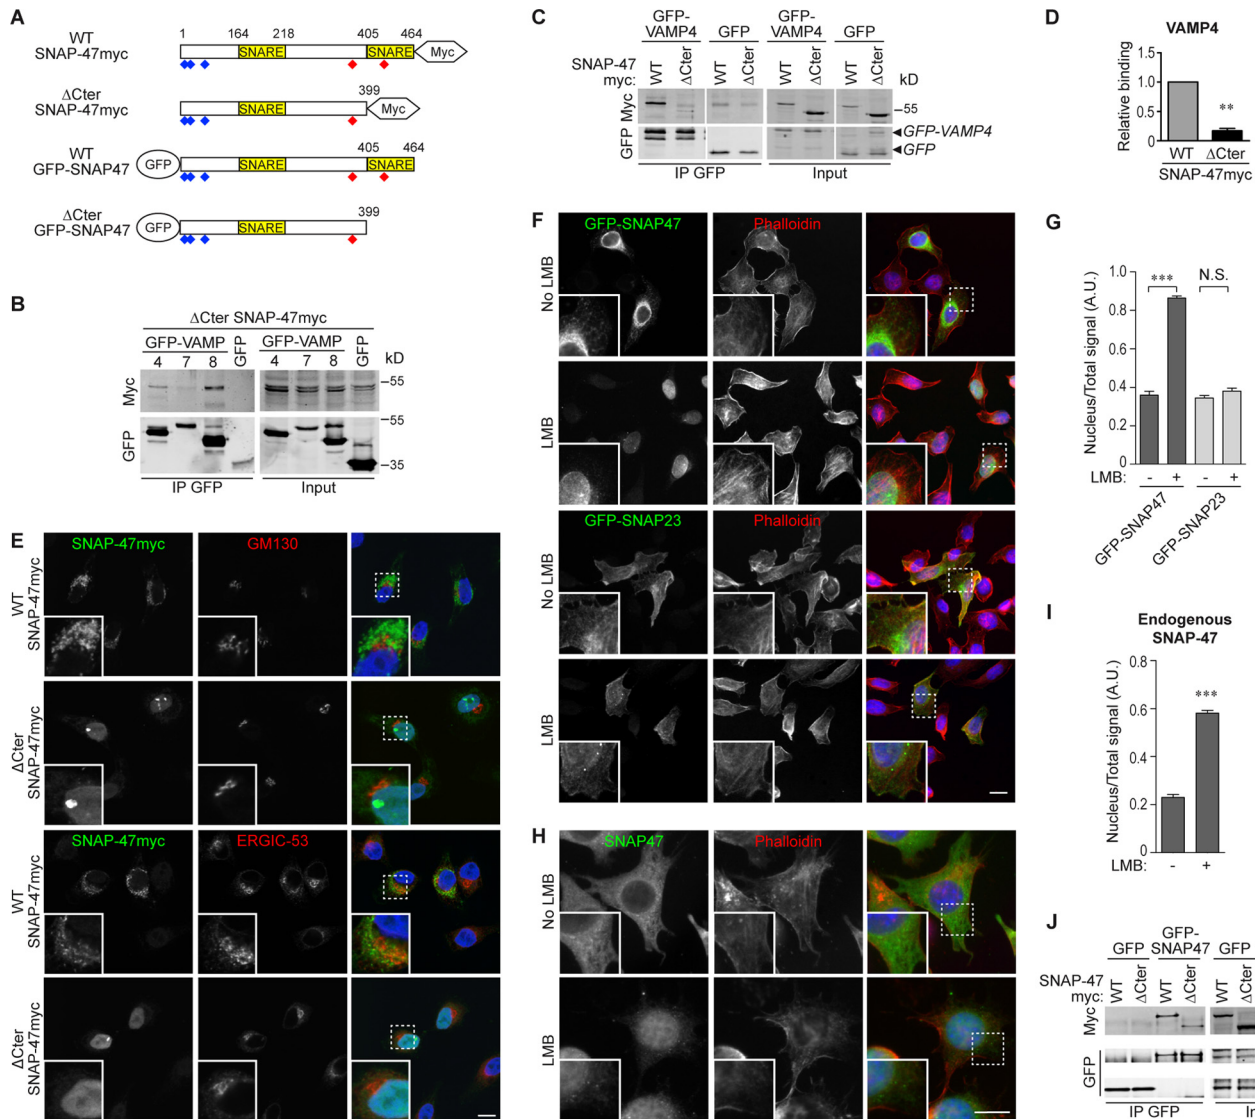 A
WT
SNAP-47myc
1 164 218 405 464
SNARE SNARE Myc
ΔCter
SNAP-47myc
399
SNARE Myc
WT
GFP-SNAP47
405 464
GFP SNARE SNARE
ΔCter
GFP-SNAP47
399
GFP SNARE
B
ΔCter SNAP-47myc
GFP-VAMP GFP GFP-VAMP GFP
4 7 8 4 7 8 kD
Myc
55
GFP
55
35
IP GFP Input
C
GFP-
VAMP4 GFP GFP-
VAMP4 GFP
SNAP-47
myc: WT ΔCter WT ΔCter WT ΔCter WT ΔCter kD
Myc
55
GFP
GFP-VAMP4
GFP
IP GFP Input
D
VAMP4
Relative binding
1.5
1.0
0.5
0.0
**
WT ΔCter
SNAP-47myc
E
SNAP-47myc GM130
WT
SNAP-47myc
ΔCter
SNAP-47myc
SNAP-47myc ERGIC-53
WT
SNAP-47myc
ΔCter
SNAP-47myc
F
GFP-SNAP47 Phalloidin
No LMB
LMB
GFP-SNAP23 Phalloidin
No LMB
LMB
G
Nucleus/Total signal (A.U.)
1.0
0.8
0.6
0.4
0.2
0
*** N.S.
LMB: - + - +
GFP-SNAP47
GFP-SNAP23
H
SNAP47 Phalloidin
No LMB
LMB
I
Endogenous
SNAP-47
Nucleus/Total signal (A.U.)
0.8
0.6
0.4
0.2
0
***
LMB: - +
J
GFP GFP-
SNAP47 GFP
SNAP-47
myc: WT ΔCter WT ΔCter WT ΔCter
Myc
GFP
IP GFP